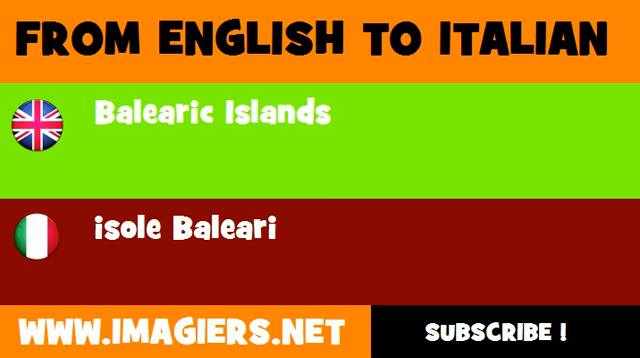 FROM ENGLISH TO ITALIAN
Balearic Islands
isole Baleari
WWW.IMAGIERS.NET
SUBSCRIBE !